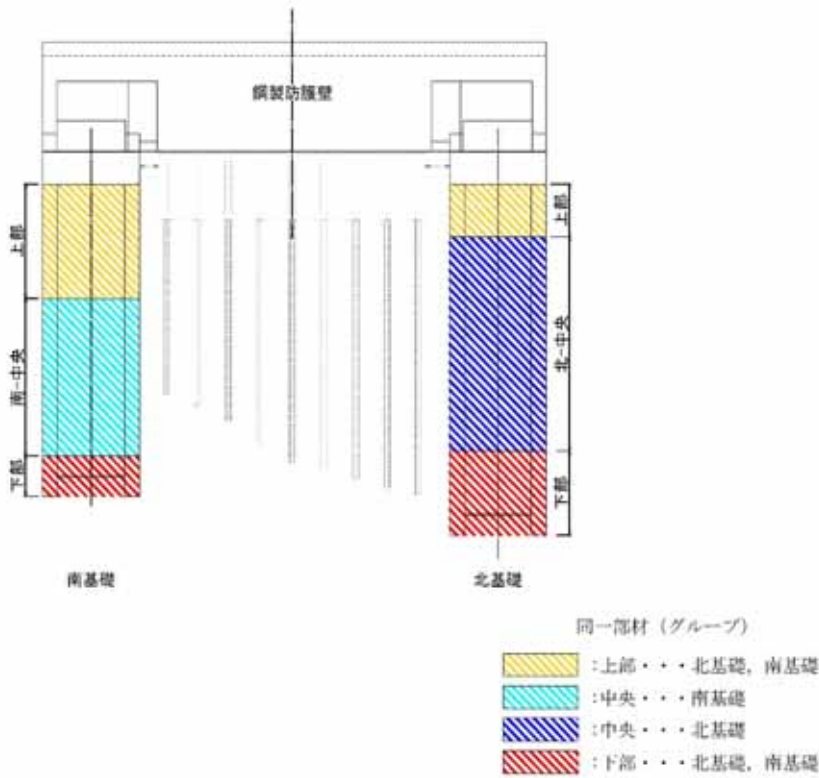 鋼製防護壁
上部
南-中央
下部
上部
北-中央
下部
南基礎
北基礎
同一部材（グループ）
：上部・・・北基礎，南基礎
：中央・・・南基礎
：中央・・・北基礎
：下部・・・北基礎，南基礎